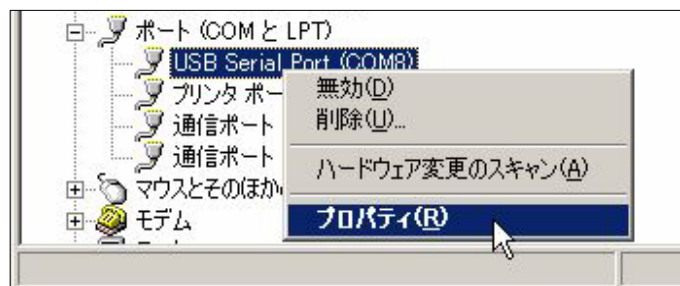 ポート (COM と LPT)
USB Serial Port (COM8)
プリンタ ポー
通信ポート
通信ポート
マウスとそのほか
モデム
無効(D)
削除(U)...
ハードウェア変更のスキャン(A)
プロパティ(R)